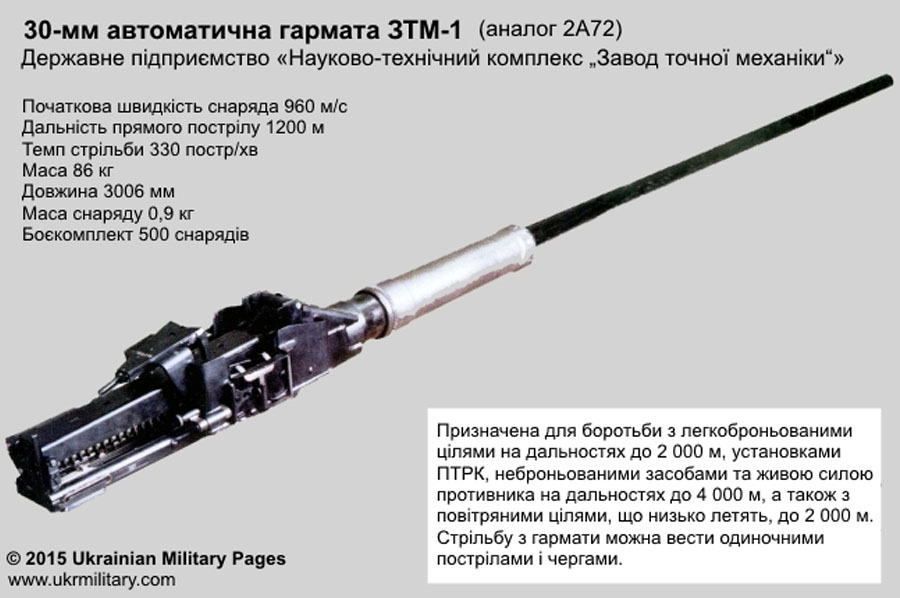 30-мм автоматична гармата ЗТМ-1 (аналог 2А72)
Державне підприємство «Науково-технічний комплекс „Завод точної механіки“»
Початкова швидкість снаряда 960 м/с
Дальність прямого пострілу 1200 м
Темп стрільби 330 постр/хв
Маса 86 кг
Довжина 3006 мм
Маса снаряду 0,9 кг
Боєкомплект 500 снарядів
Призначена для боротьби з легкоброньованими
цілями на дальностях до 2 000 м, установками
ПТРК, неброньованими засобами та живою силою
противника на дальностях до 4 000 м, а також з
повітряними цілями, що низько летять, до 2 000 м.
Стрільбу з гармати можна вести одиночними
пострілами і чергами.
© 2015 Ukrainian Military Pages
www.ukrmilitary.com